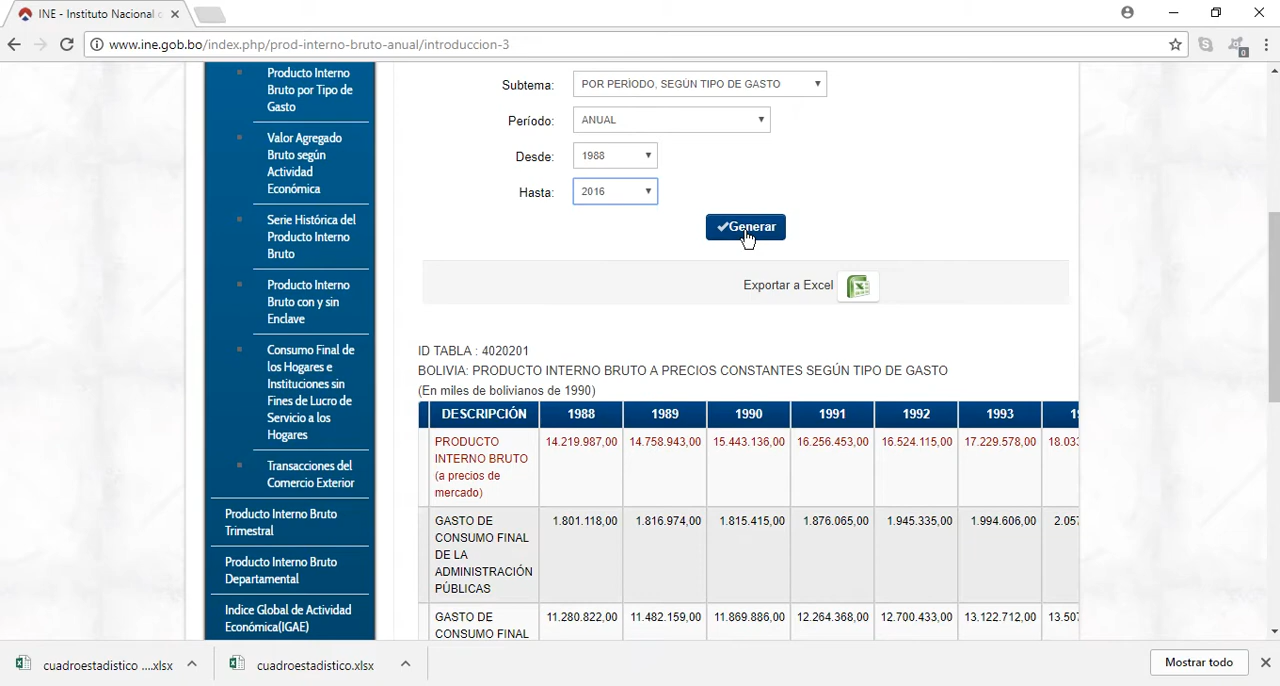 INE - Instituto Nacional
www.ine.gob.bo/index.php/prod-interno-bruto-anual/introduccion-3
0
Producto Interno
Bruto por Tipo de
Gasto
Valor Agregado
Bruto según
Actividad
Económica
Serie Histórica del
Producto Interno
Bruto
Producto Interno
Bruto con y sin
Enclave
Consumo Final de
los Hogares e
Instituciones sin
Fines de Lucro de
Servicio a los
Hogares
Transacciones del
Comercio Exterior
Producto Interno Bruto
Trimestral
Producto Interno Bruto
Departamental
Indice Global de Actividad
Económica(IGAE)
Subtema: POR PERÍODO, SEGÚN TIPO DE GASTO
Período: ANUAL
Desde: 1988
Hasta: 2016
Generar
Exportar a Excel
ID TABLA : 4020201
BOLIVIA: PRODUCTO INTERNO BRUTO A PRECIOS CONSTANTES SEGÚN TIPO DE GASTO
(En miles de bolivianos de 1990)
DESCRIPCIÓN 1988 1989 1990 1991 1992 1993
PRODUCTO 14.219.987,00 14.758.943,00 15.443.136,00 16.256.453,00 16.524.115,00 17.229.578,00 18.03
INTERNO BRUTO
(a precios de
mercado)
GASTO DE 1.801.118,00 1.816.974,00 1.815.415,00 1.876.065,00 1.945.335,00 1.994.606,00 2.057
CONSUMO FINAL
DE LA
ADMINISTRACIÓN
PÚBLICAS
GASTO DE 11.280.822,00 11.482.159,00 11.869.886,00 12.264.368,00 12.700.433,00 13.122.712,00 13.507
CONSUMO FINAL
cuadroestadistico ....xlsx
cuadroestadistico.xlsx
Mostrar todo